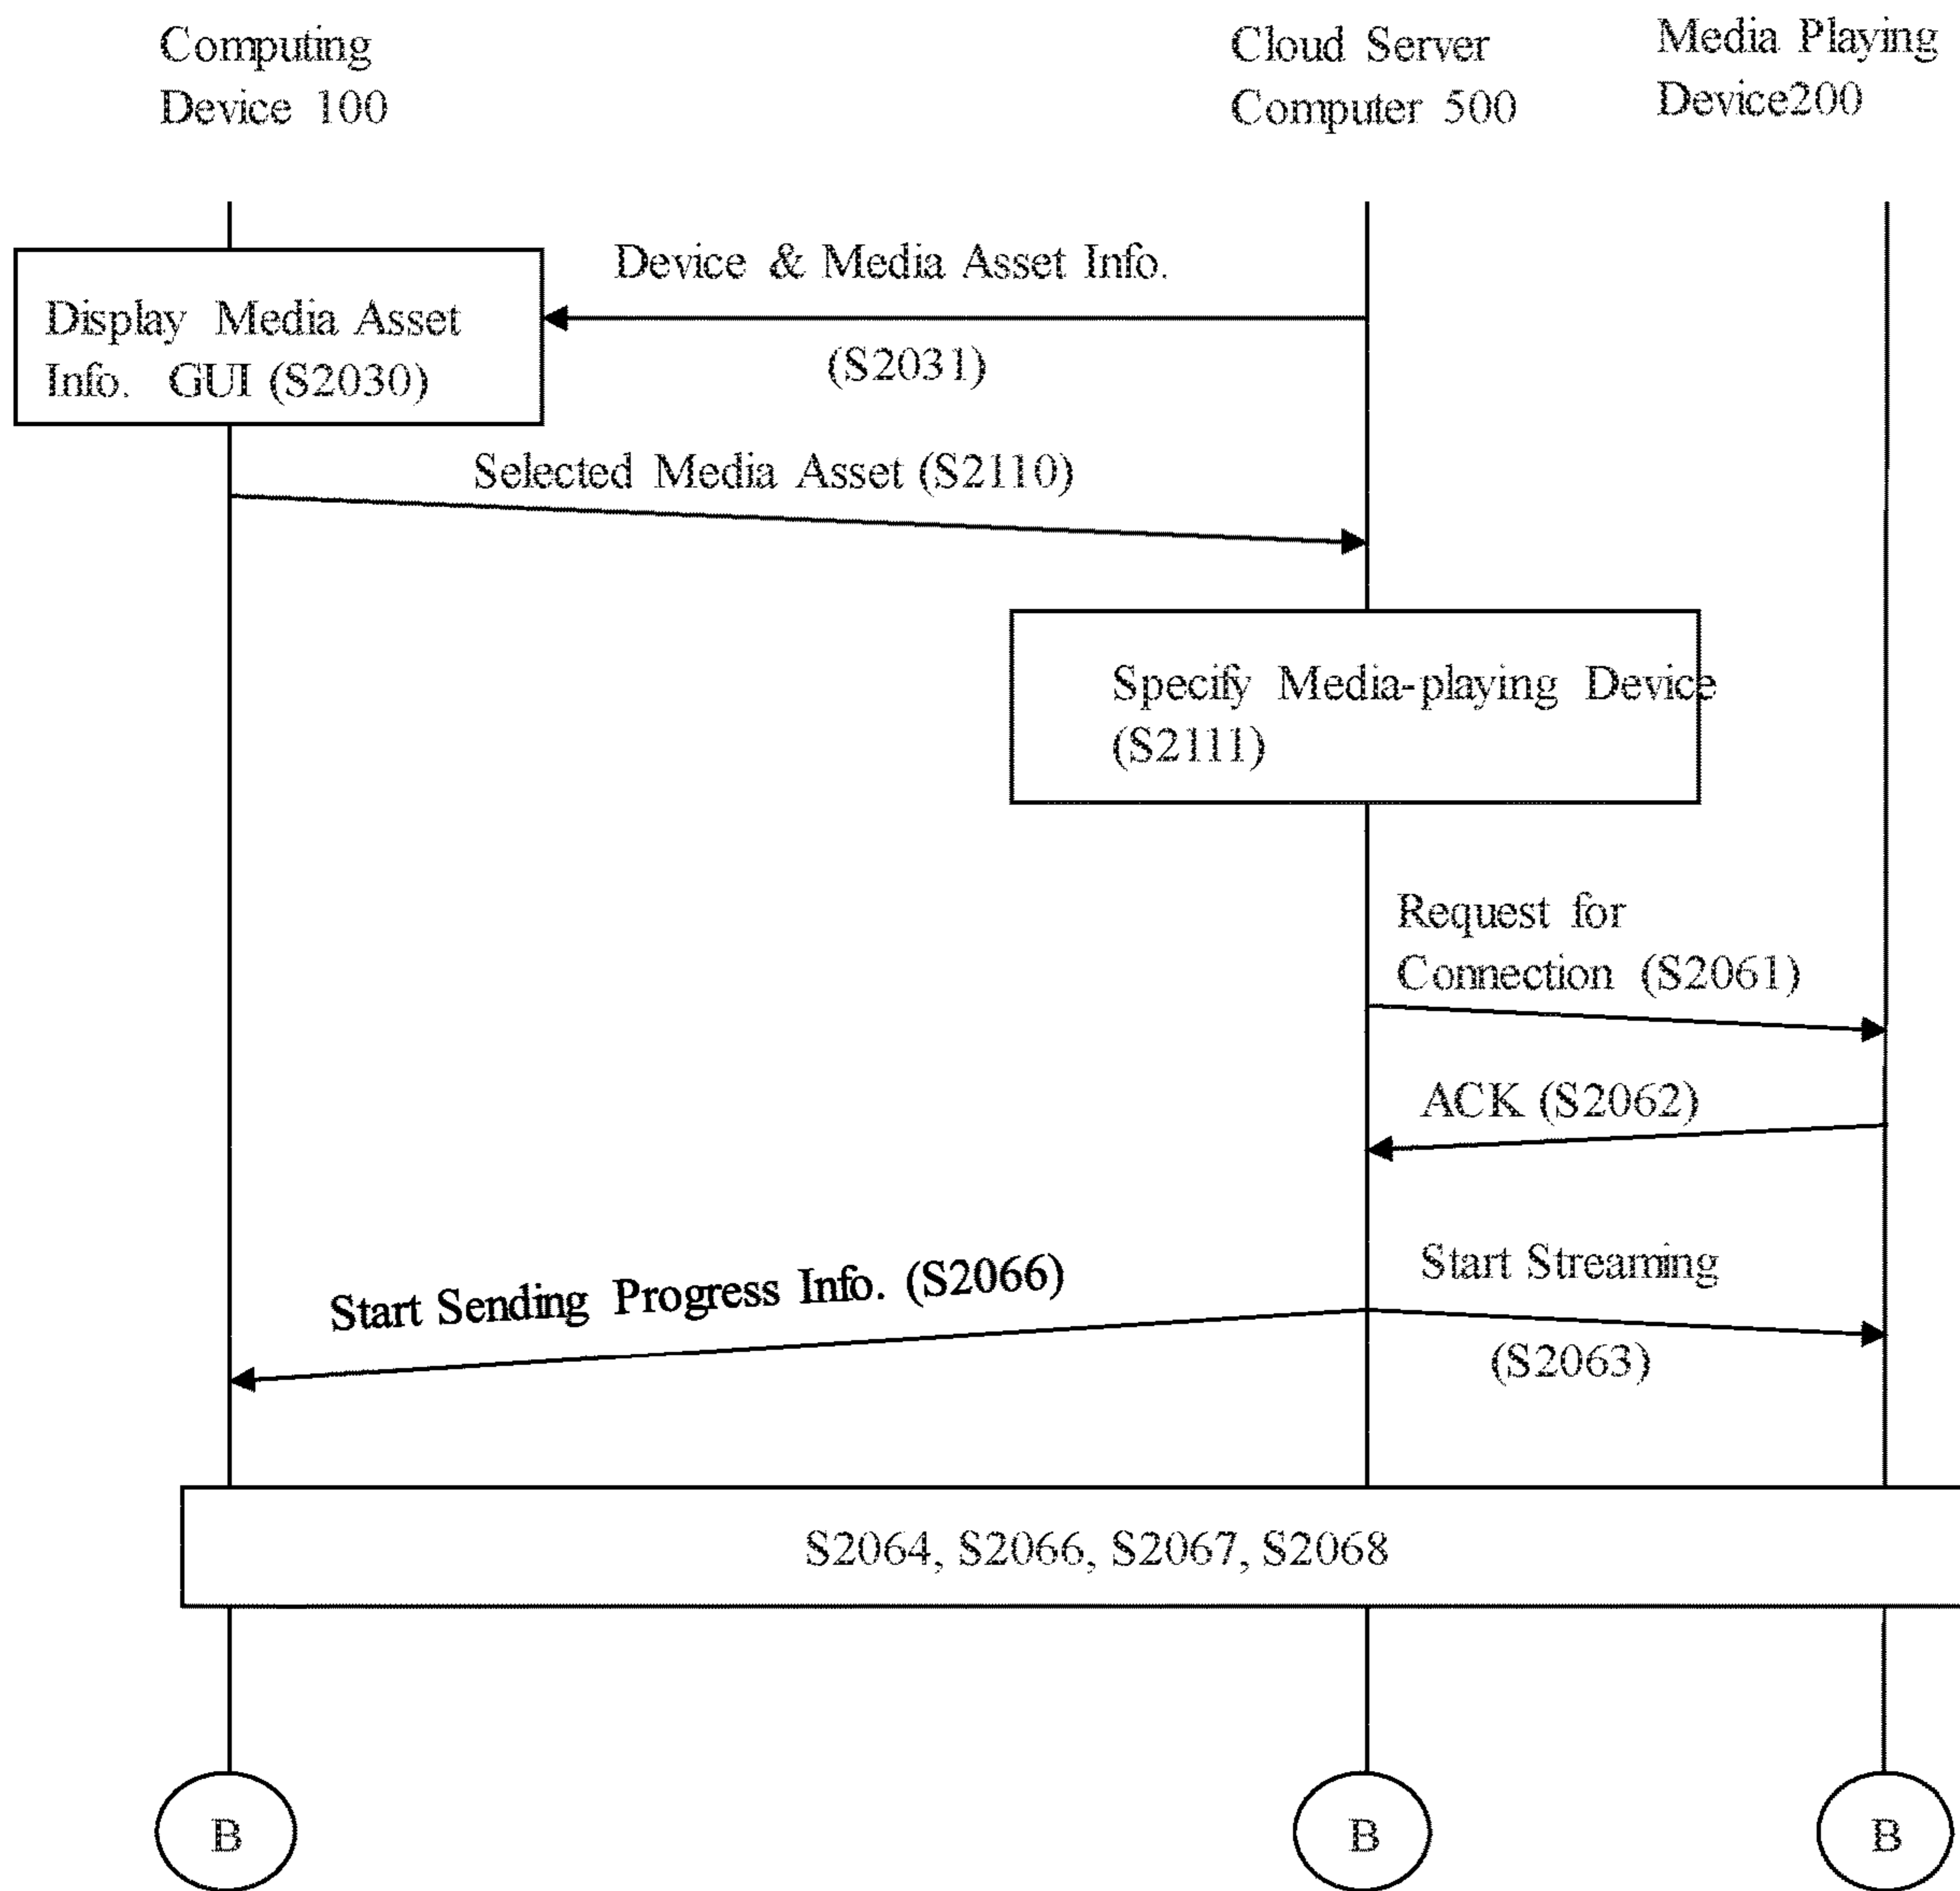 Computing
Device 100
Cloud Server
Computer 500
Media Playing
Device200
Device & Media Asset Info.
(S2031)
Display Media Asset
Info. GUI (S2030)
Selected Media Asset (S2110)
Specify Media-playing Device
(S2111)
Request for
Connection (S2061)
ACK (S2062)
Start Sending Progress Info. (S2066)
Start Streaming
(S2063)
S2064, S2066, S2067, S2068
B
B
B